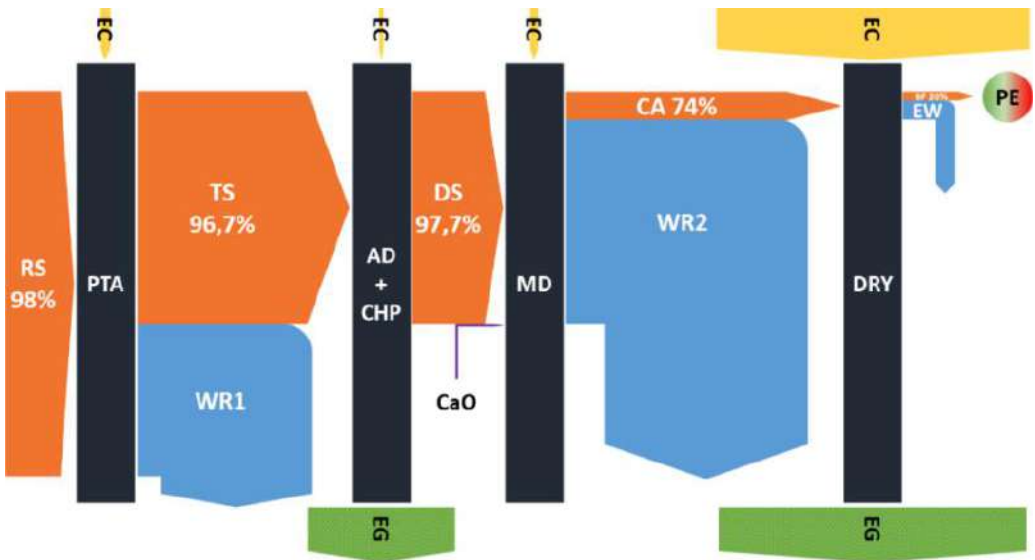 EC
EC
EC
EC
RS
98%
PTA
TS
96,7%
WR1
AD
+
CHP
DS
97,7%
CaO
MD
CA 74%
WR2
DRY
EW
PE
EG
EG